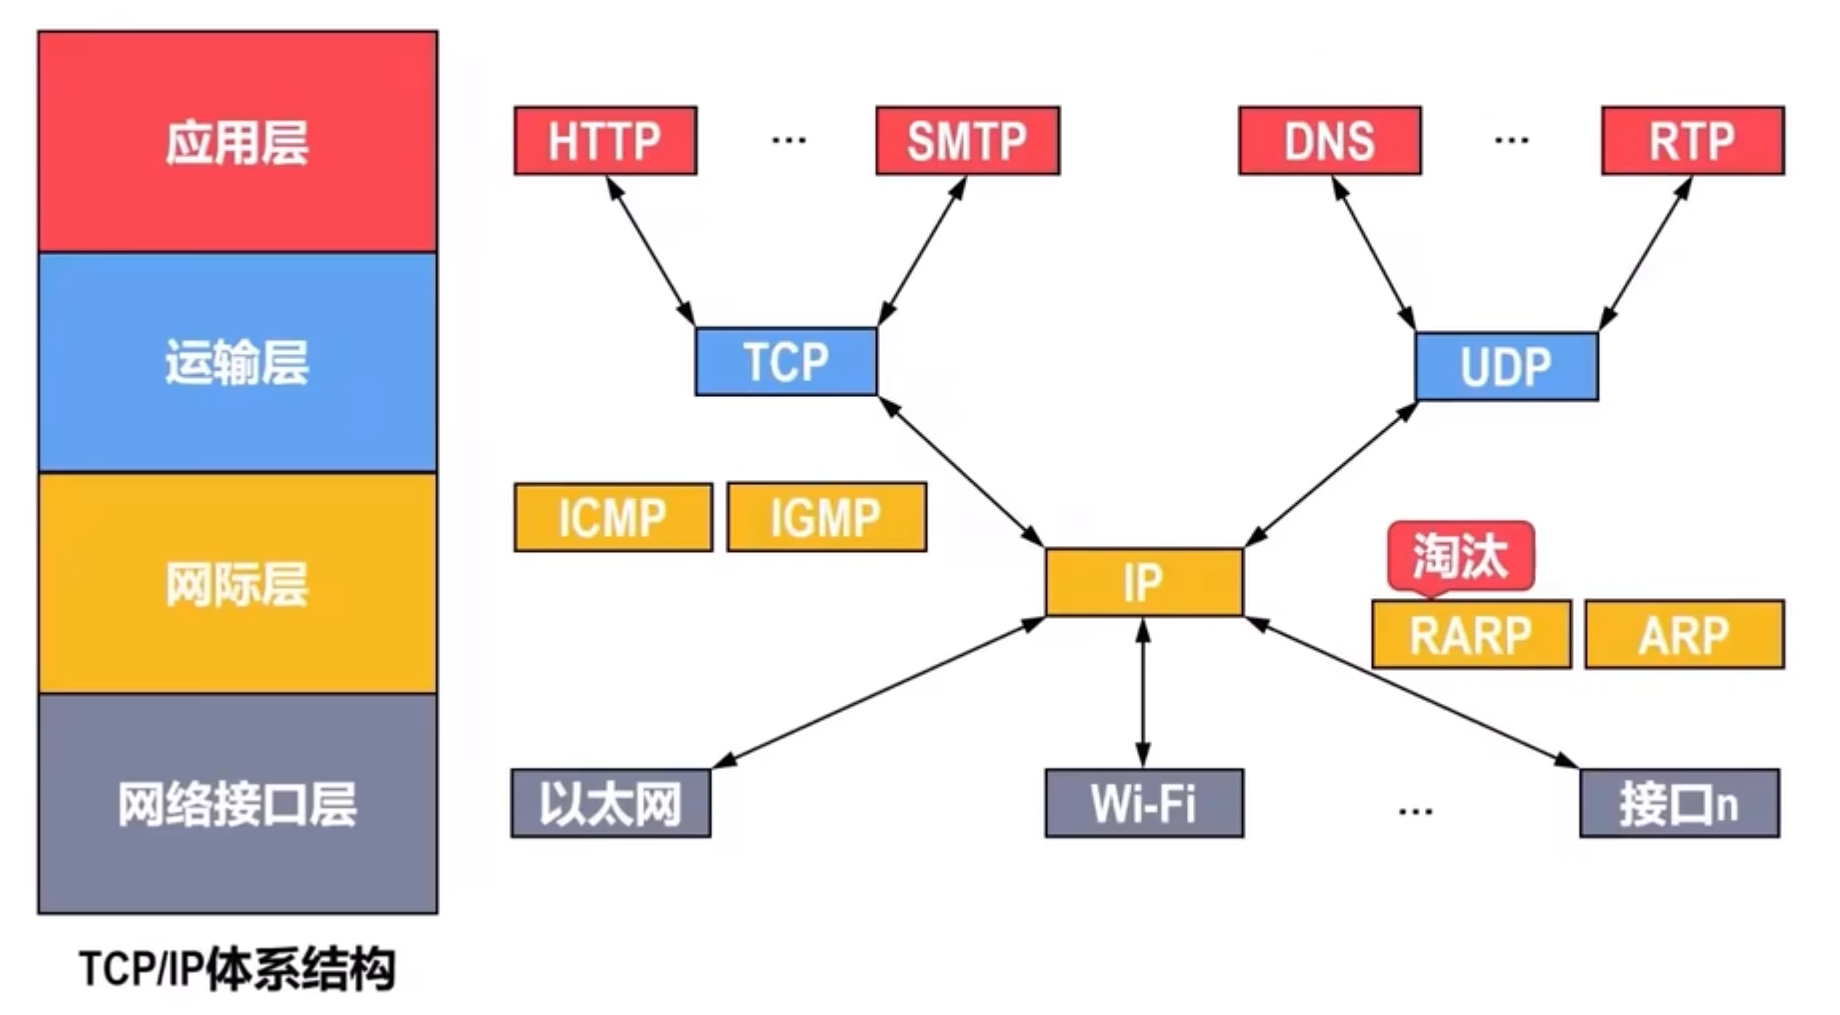 应用层
运输层
网际层
网络接口层
TCP/IP体系结构
HTTP ... SMTP DNS ... RTP
TCP UDP
ICMP IGMP
IP
淘汰
RARP ARP
以太网 Wi-Fi ... 接口n